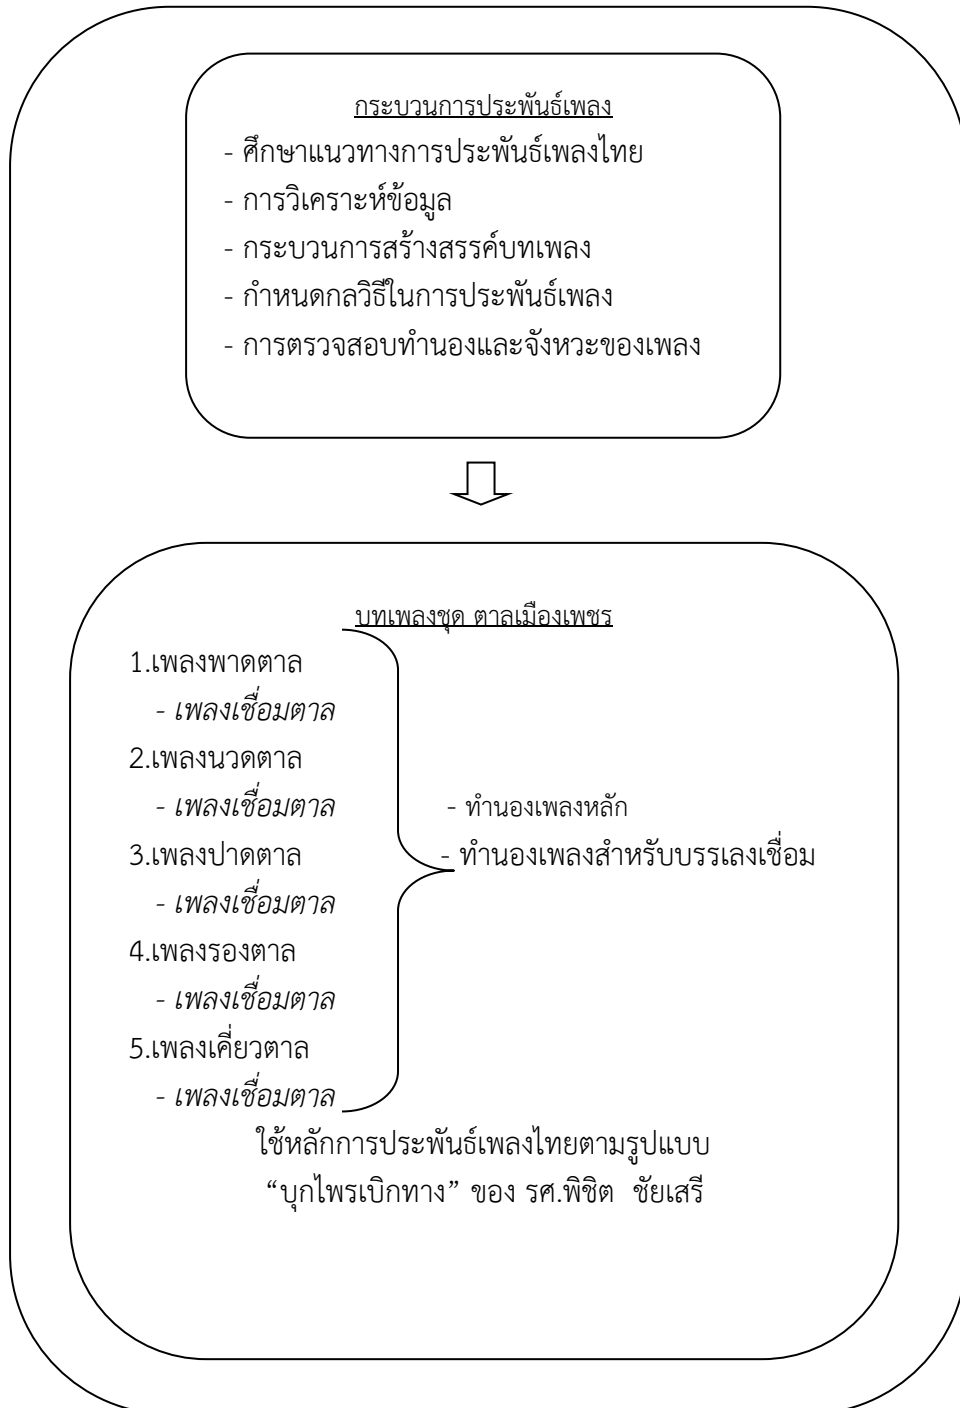 กระบวนการประพันธ์เพลง
- ศึกษาแนวทางการประพันธ์เพลงไทย
- การวิเคราะห์ข้อมูล
- กระบวนการสร้างสรรค์บทเพลง
- กำหนดกลวิธีในการประพันธ์เพลง
- การตรวจสอบทำนองและจังหวะของเพลง
บทเพลงชุด ตาลเมืองเพชร
1.เพลงพาดตาล
- เพลงเชื่อมตาล
2.เพลงนวดตาล
- เพลงเชื่อมตาล
3.เพลงปาดตาล
- เพลงเชื่อมตาล
4.เพลงรองตาล
- เพลงเชื่อมตาล
5.เพลงเคี่ยวตาล
- เพลงเชื่อมตาล
- ทำนองเพลงหลัก
- ทำนองเพลงสำหรับบรรเลงเชื่อม
ใช้หลักการประพันธ์เพลงไทยตามรูปแบบ
“บุกไพรเบิกทาง” ของ รศ.พิชิต ชัยเสรี